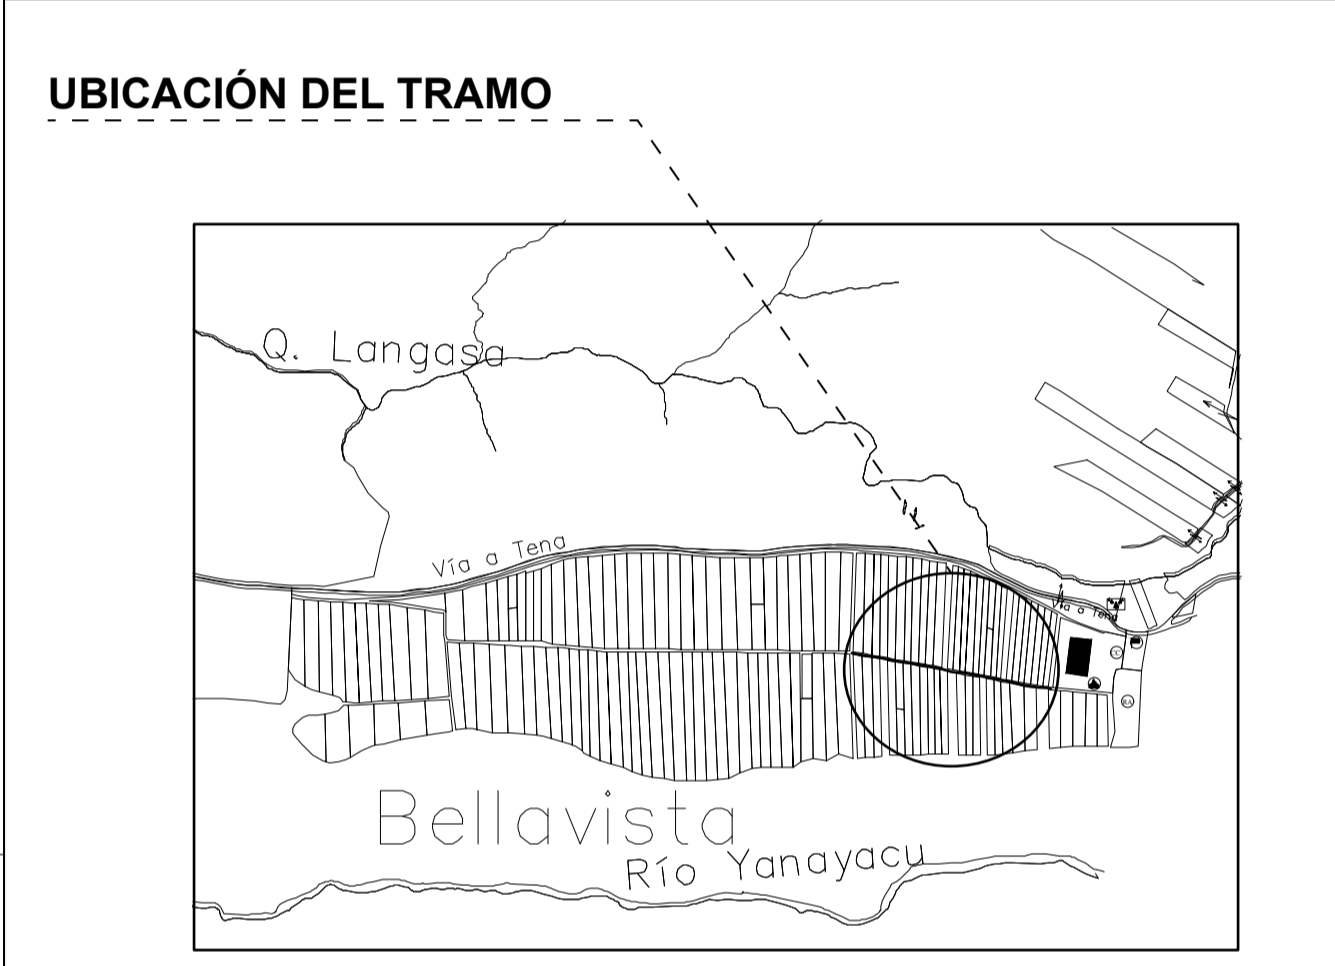 UBICACIÓN DEL TRAMO
Q. Langasa
Vía a Tena
Vía a Tena
Bellavista
Río Yanayacu